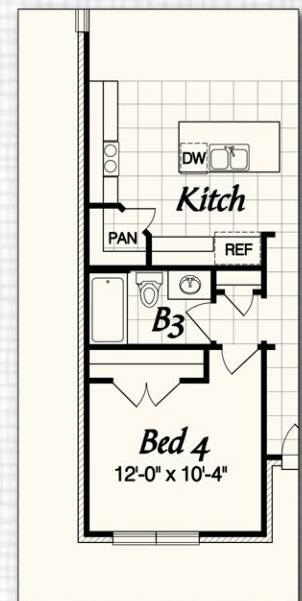 DW
Kitch
PAN
REF
B3
Bed 4
12'-0" x 10'-4"